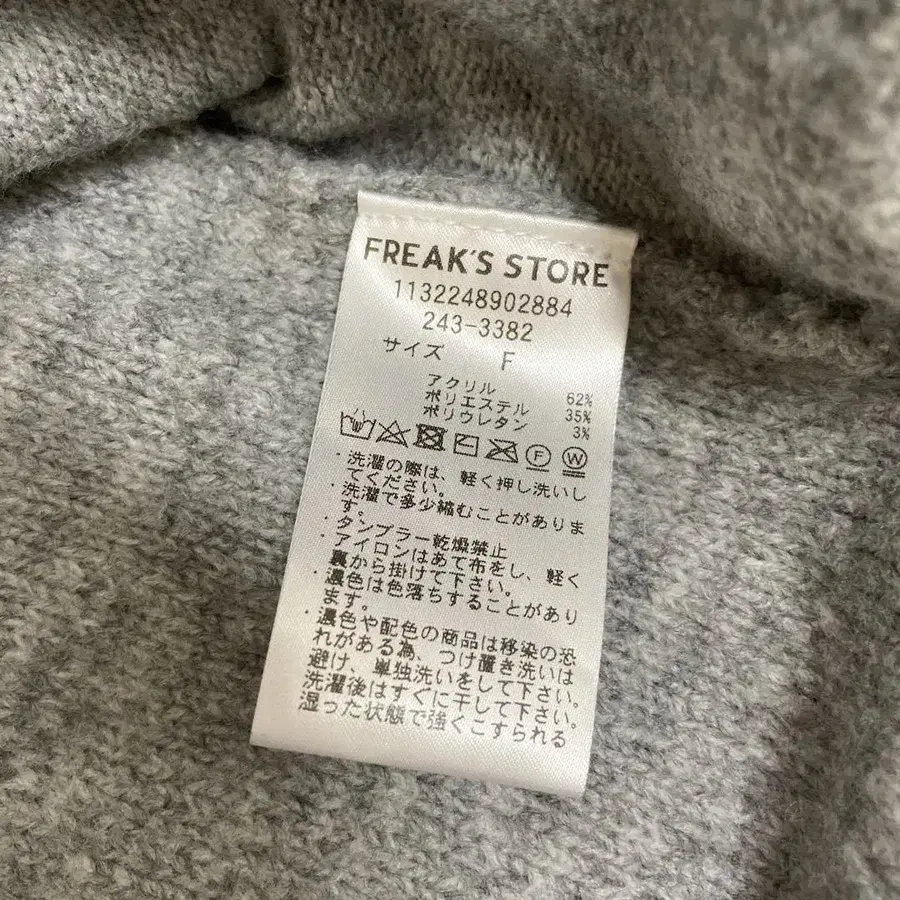 FREAK'S STORE
1132248902884
243-3382
サイズ F
アクリル 62%
ポリエステル 35%
ポリウレタン 3%
F W
・洗濯の際は、軽く押し洗いし
てください。
・洗濯で多少縮むことがありま
す。
・タンブラー乾燥禁止
・アイロンはあて布をし、軽く
裏から掛けて下さい。
・濃色は色落ちすることがあり
ます。
・濃色や配色の商品は移染の恐
れがある為、つけ置き洗いは
避け、単独洗いをして下さい。
洗濯後はすぐに干して下さい。
湿った状態で強くこすられる